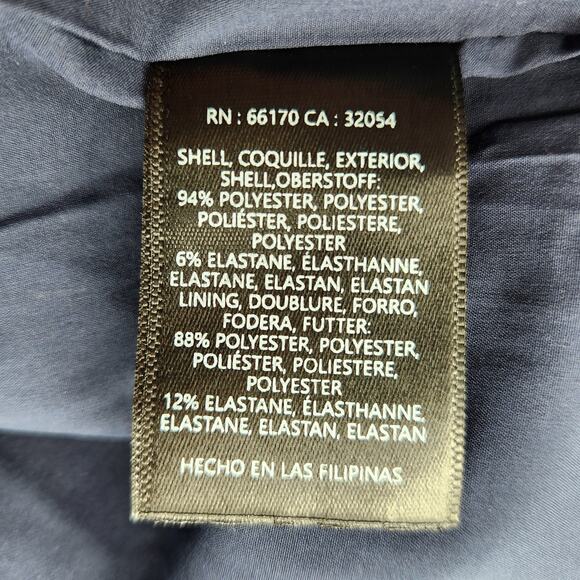 RN : 66170 CA : 32054
SHELL, COQUILLE, EXTERIOR,
SHELL,OBERSTOFF:
94% POLYESTER, POLYESTER,
POLIÉSTER, POLIESTERE,
POLYESTER
6% ELASTANE, ÉLASTHANNE,
ELASTANE, ELASTAN, ELASTAN
LINING, DOUBLURE, FORRO,
FODERA, FUTTER:
88% POLYESTER, POLYESTER,
POLIÉSTER, POLIESTERE,
POLYESTER
12% ELASTANE, ÉLASTHANNE,
ELASTANE, ELASTAN, ELASTAN
HECHO EN LAS FILIPINAS